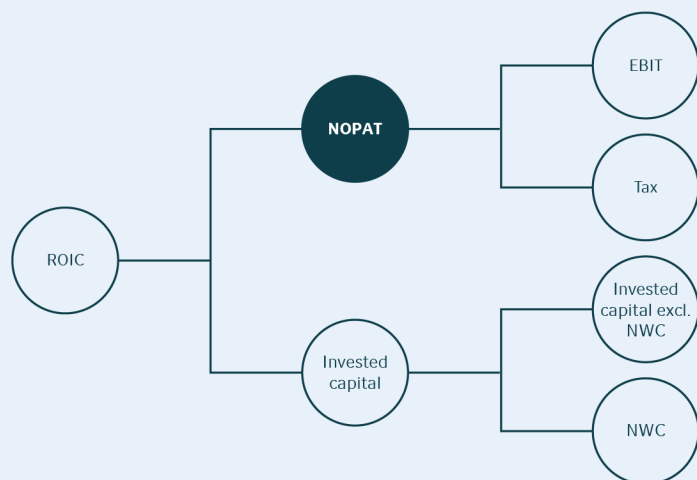 EBIT
NOPAT
Tax
ROIC
Invested
capital excl.
NWC
Invested
capital
NWC